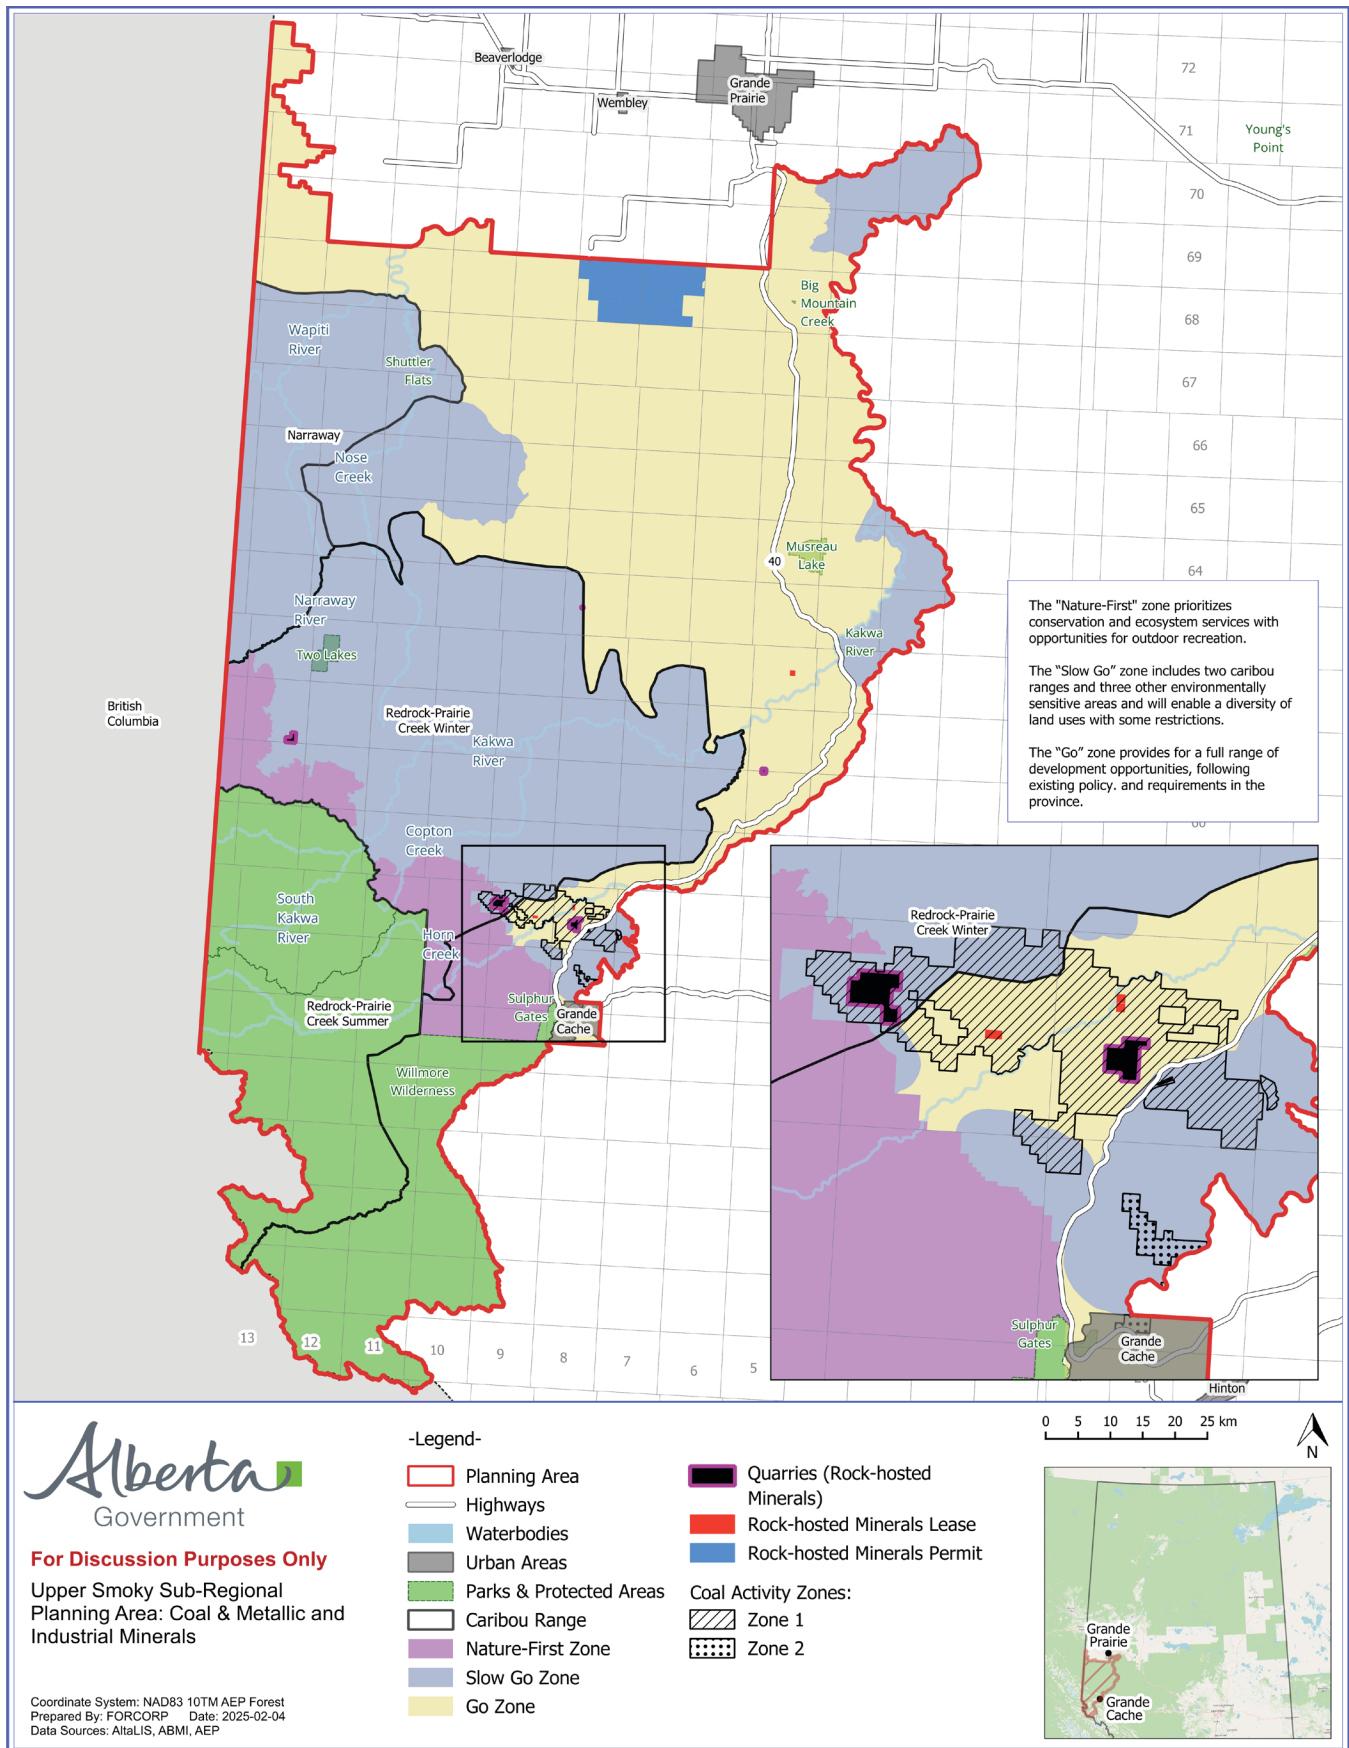 Beaverlodge
Wembley
Grande
Prairie
72
71
Young's
Point
70
69
Big
Mountain
Creek
68
Wapiti
River
Shuttler
Flats
67
66
Narraway
Nose
Creek
65
Musreau
Lake
40
64
Narraway
River
Two Lakes
Kakwa
River
British
Columbia
Redrock-Prairie
Creek Winter
Kakwa
River
The "Nature-First" zone prioritizes
conservation and ecosystem services with
opportunities for outdoor recreation.
The “Slow Go” zone includes two caribou
ranges and three other environmentally
sensitive areas and will enable a diversity of
land uses with some restrictions.
The “Go” zone provides for a full range of
development opportunities, following
existing policy. and requirements in the
province.
Copton
Creek
South
Kakwa
River
Horn
Creek
Redrock-Prairie
Creek Summer
Sulphur
Gates
Grande
Cache
Willmore
Wilderness
Redrock-Prairie
Creek Winter
Sulphur
Gates
Grande
Cache
Hinton
13
12
11
10
9
8
7
6
5
Alberta
Government
For Discussion Purposes Only
Upper Smoky Sub-Regional
Planning Area: Coal & Metallic and
Industrial Minerals
Coordinate System: NAD83 10TM AEP Forest
Prepared By: FORCORP Date: 2025-02-04
Data Sources: AltaLIS, ABMI, AEP
-Legend-
Planning Area
Highways
Waterbodies
Urban Areas
Parks & Protected Areas
Caribou Range
Nature-First Zone
Slow Go Zone
Go Zone
Quarries (Rock-hosted
Minerals)
Rock-hosted Minerals Lease
Rock-hosted Minerals Permit
Coal Activity Zones:
Zone 1
Zone 2
0 5 10 15 20 25 km
N
Grande
Prairie
Grande
Cache